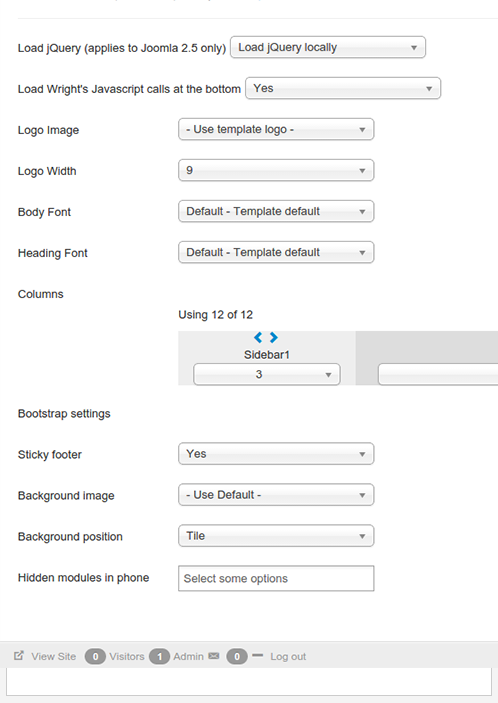 Load jQuery (applies to Joomla 2.5 only) Load jQuery locally
Load Wright's Javascript calls at the bottom Yes
Logo Image - Use template logo -
Logo Width 9
Body Font Default - Template default
Heading Font Default - Template default
Columns
Using 12 of 12
Sidebar1
3
Bootstrap settings
Sticky footer Yes
Background image - Use Default -
Background position Tile
Hidden modules in phone Select some options
View Site 0 Visitors 1 Admin 0 Log out